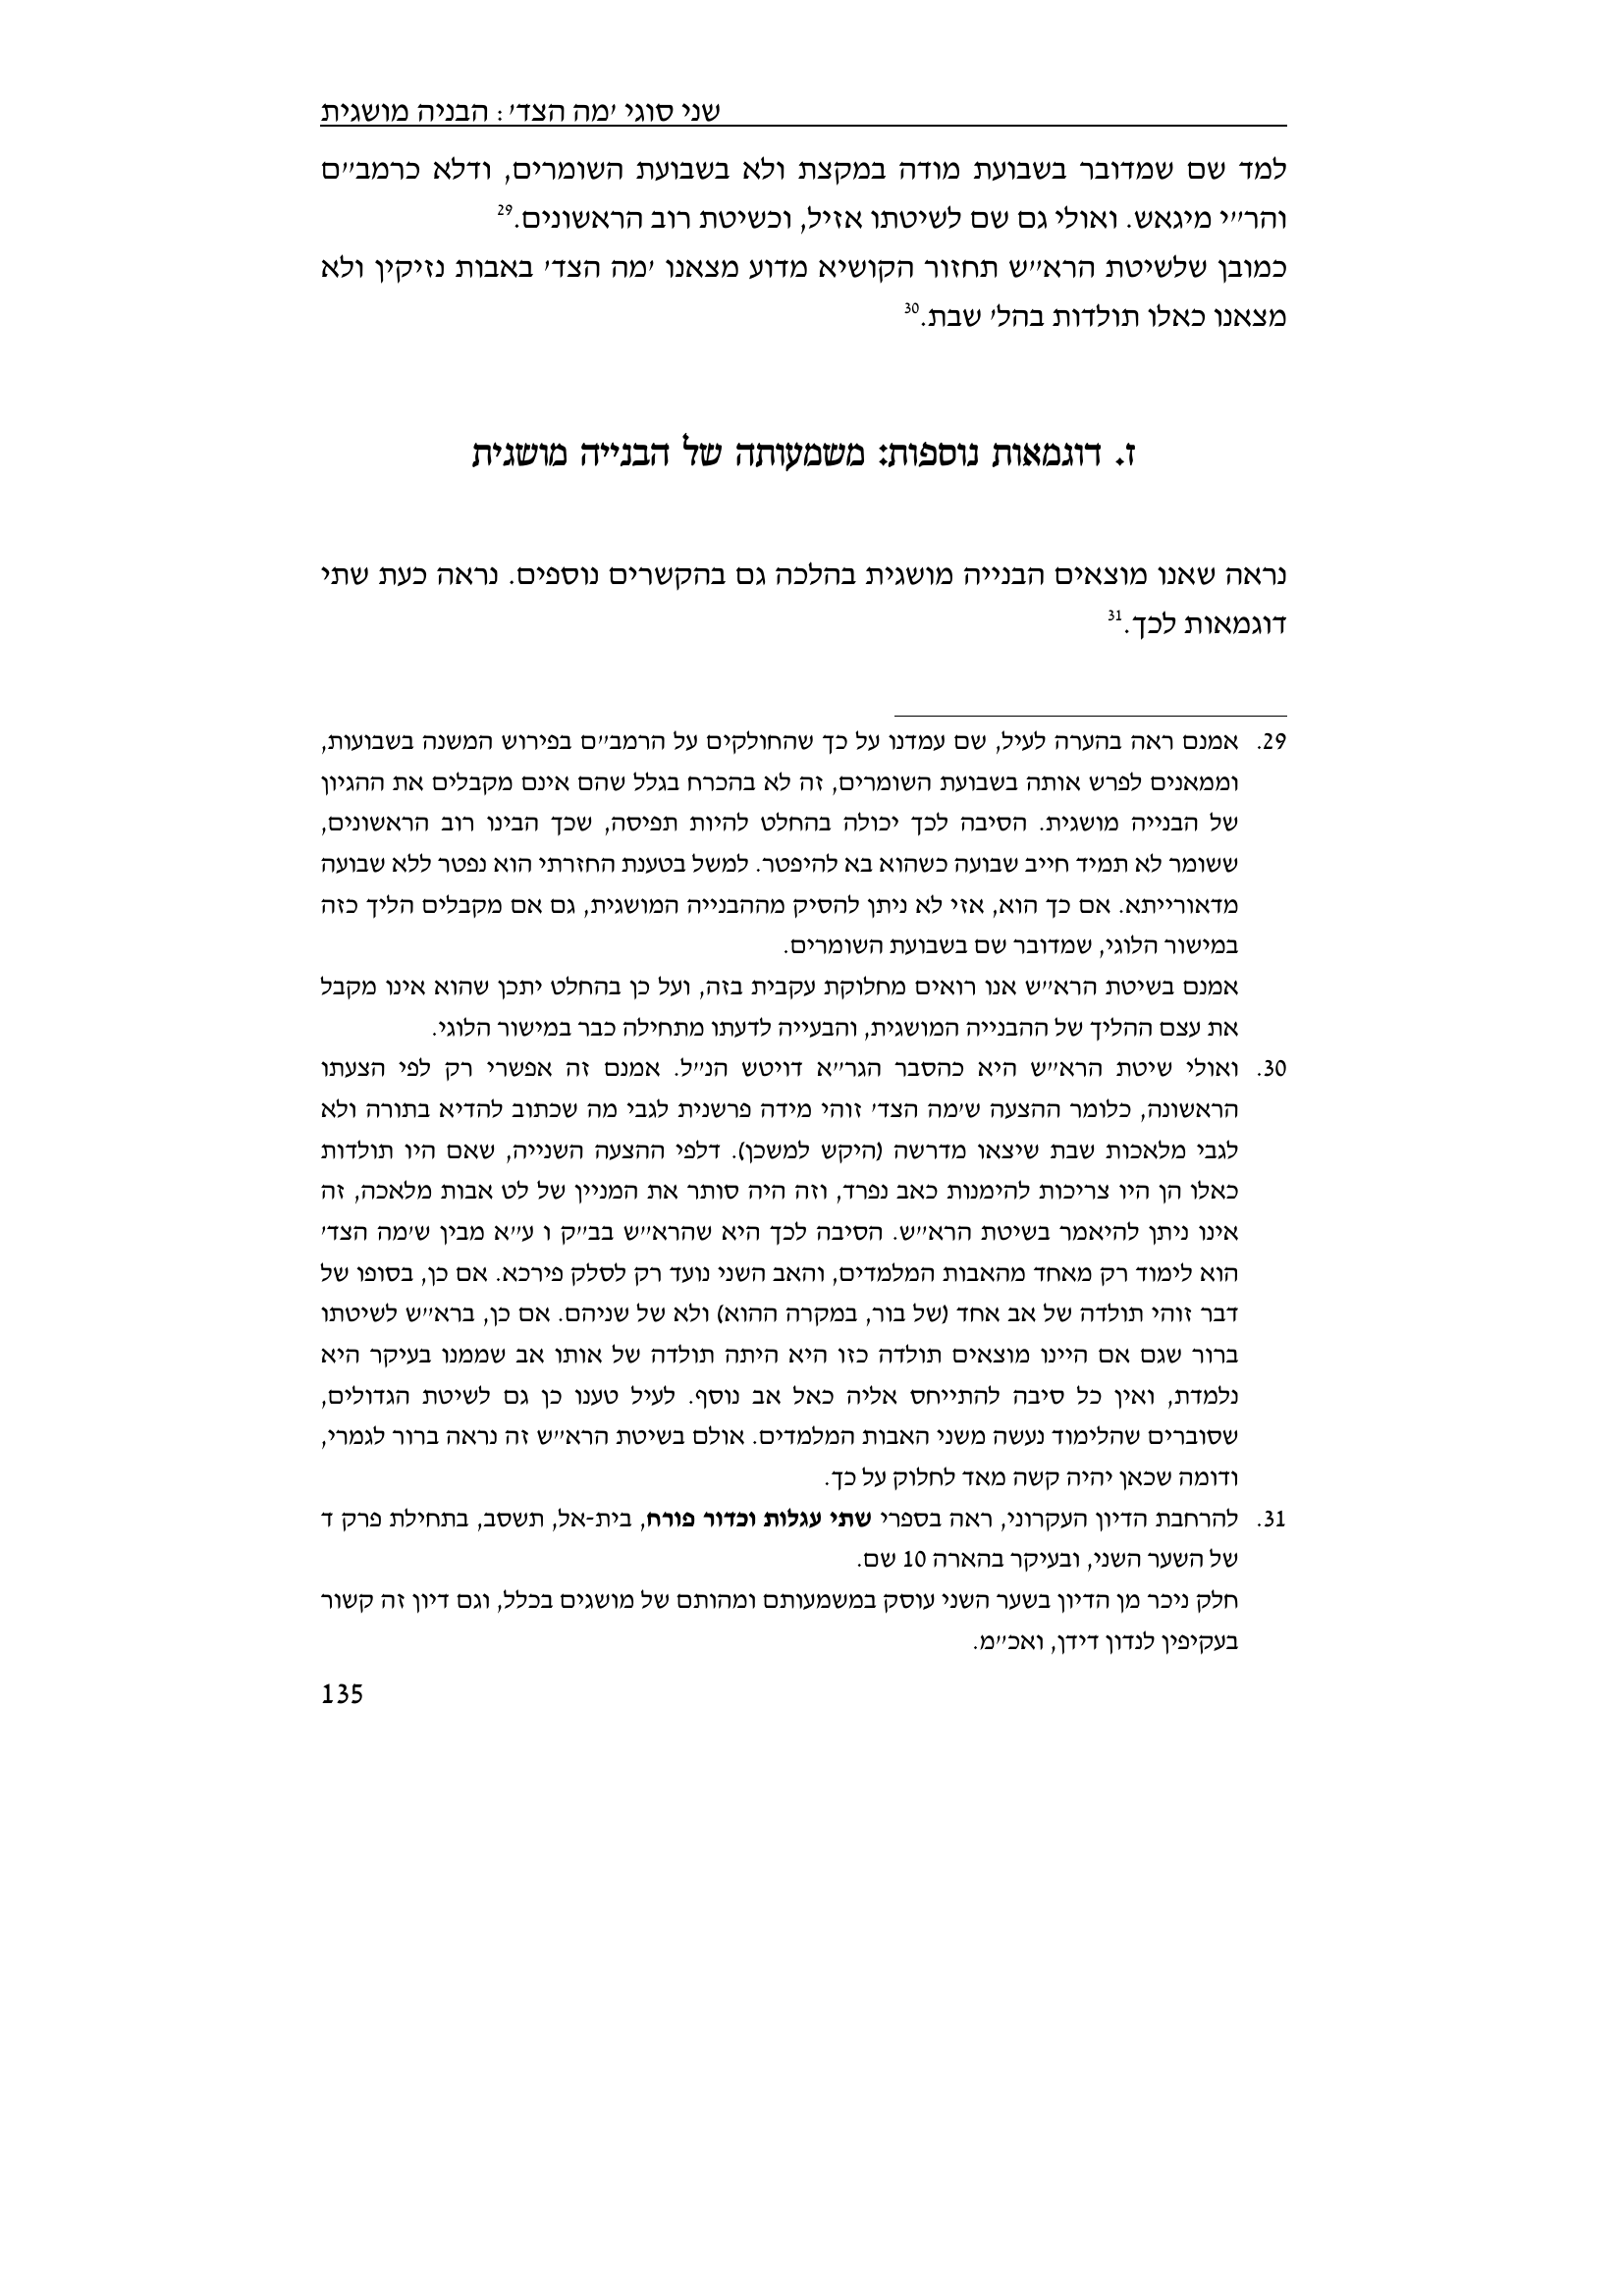 שני סוגי 'מה הצד': הבניה מושגית
למד שם שמדובר בשבועת מודה במקצת ולא בשבועת השומרים, ודלא כרמב"ם
והר"י מיגאש. ואולי גם שם לשיטתו אזיל, וכשיטת רוב הראשונים.29
כמובן שלשיטת הרא"ש תחזור הקושיא מדוע מצאנו 'מה הצד' באבות נזיקין ולא
מצאנו כאלו תולדות בהל' שבת.30
ז. דוגמאות נוספות: משמעותה של הבנייה מושגית
נראה שאנו מוצאים הבנייה מושגית בהלכה גם בהקשרים נוספים. נראה כעת שתי
דוגמאות לכך.31
29. אמנם ראה בהערה לעיל, שם עמדנו על כך שהחולקים על הרמב"ם בפירוש המשנה בשבועות,
וממאנים לפרש אותה בשבועת השומרים, זה לא בהכרח בגלל שהם אינם מקבלים את ההגיון
של הבנייה מושגית. הסיבה לכך יכולה בהחלט להיות תפיסה, שכך הבינו רוב הראשונים,
ששומר לא תמיד חייב שבועה כשהוא בא להיפטר. למשל בטענת החזרתי הוא נפטר ללא שבועה
מדאורייתא. אם כך הוא, אזי לא ניתן להסיק מההבנייה המושגית, גם אם מקבלים הליך כזה
במישור הלוגי, שמדובר שם בשבועת השומרים.
אמנם בשיטת הרא"ש אנו רואים מחלוקת עקבית בזה, ועל כן בהחלט יתכן שהוא אינו מקבל
את עצם ההליך של ההבנייה המושגית, והבעייה לדעתו מתחילה כבר במישור הלוגי.
30. ואולי שיטת הרא"ש היא כהסבר הגר"א דויטש הנ"ל. אמנם זה אפשרי רק לפי הצעתו
הראשונה, כלומר ההצעה ש'מה הצד' זוהי מידה פרשנית לגבי מה שכתוב להדיא בתורה ולא
לגבי מלאכות שבת שיצאו מדרשה (היקש למשכן). דלפי ההצעה השנייה, שאם היו תולדות
כאלו הן היו צריכות להימנות כאב נפרד, וזה היה סותר את המניין של לט אבות מלאכה, זה
אינו ניתן להיאמר בשיטת הרא"ש. הסיבה לכך היא שהרא"ש בב"ק ו ע"א מבין ש'מה הצד'
הוא לימוד רק מאחד מהאבות המלמדים, והאב השני נועד רק לסלק פירכא. אם כן, בסופו של
דבר זוהי תולדה של אב אחד (של בור, במקרה ההוא) ולא של שניהם. אם כן, ברא"ש לשיטתו
ברור שגם אם היינו מוצאים תולדה כזו היא היתה תולדה של אותו אב שממנו בעיקר היא
נלמדת, ואין כל סיבה להתייחס אליה כאל אב נוסף. לעיל טענו כן גם לשיטת הגדולים,
שסוברים שהלימוד נעשה משני האבות המלמדים. אולם בשיטת הרא"ש זה נראה ברור לגמרי,
ודומה שכאן יהיה קשה מאד לחלוק על כך.
31. להרחבת הדיון העקרוני, ראה בספרי שתי עגלות וכדור פורח, בית-אל, תשסב, בתחילת פרק ד
של השער השני, ובעיקר בהארה 10 שם.
חלק ניכר מן הדיון בשער השני עוסק במשמעותם ומהותם של מושגים בכלל, וגם דיון זה קשור
בעקיפין לנדון דידן, ואכ"מ.
135